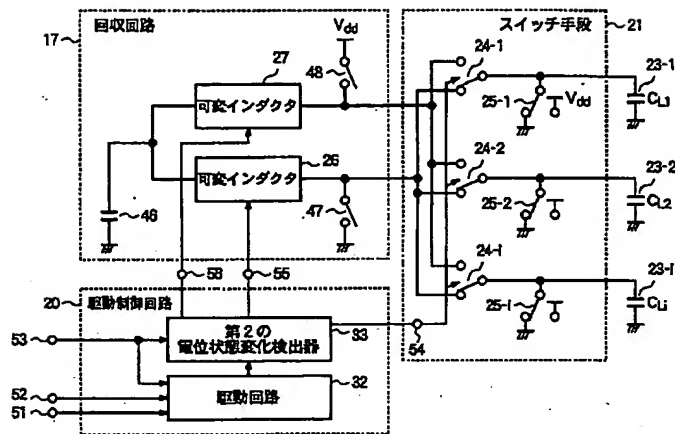 17
回収回路
Vdd
27
48
可変インダクタ
26
可変インダクタ
46
47
58
55
スイッチ手段
21
24-1
25-1
Vdd
23-1
CL1
24-2
25-2
23-2
CL2
24-i
25-i
23-i
CLi
20
駆動制御回路
53
第2の
電位状態変化検出器
33
54
駆動回路
32
52
51